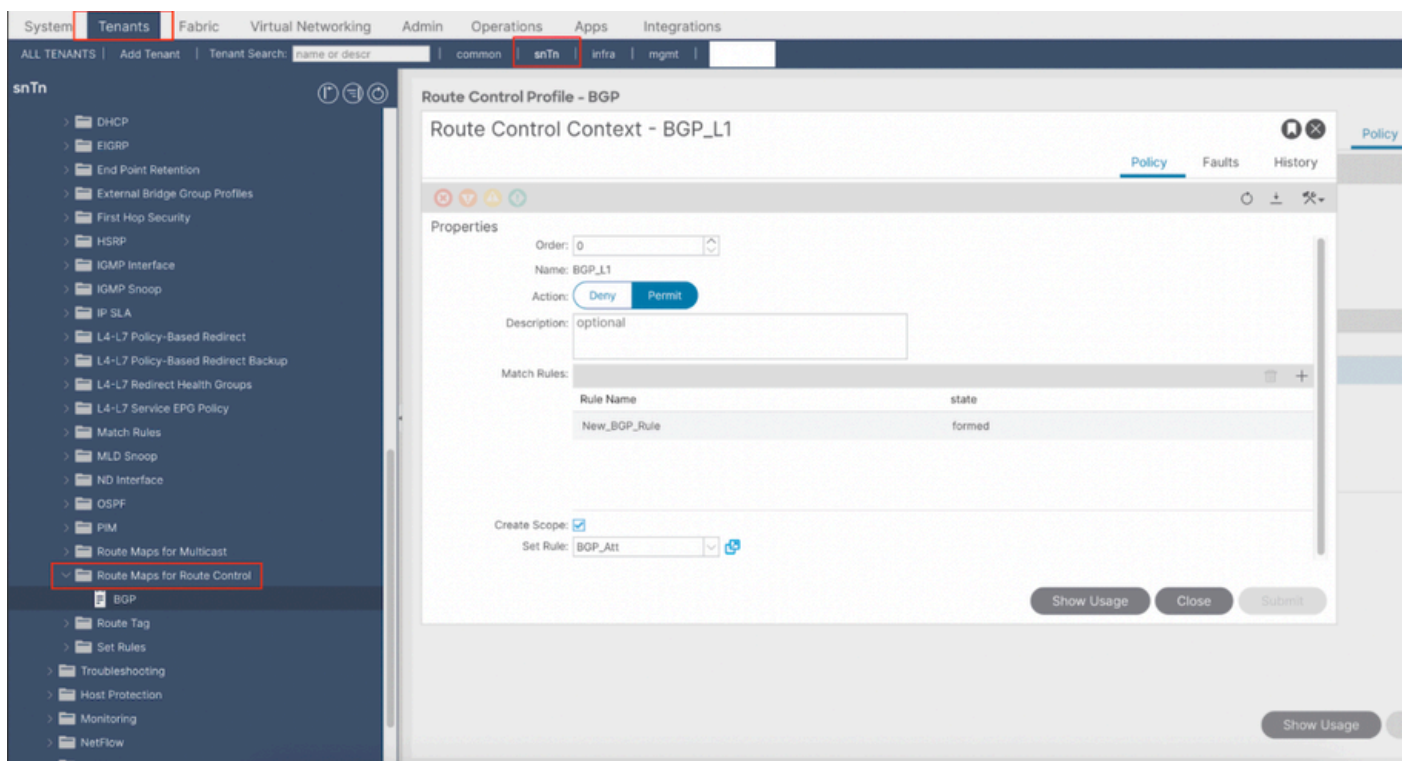 System Tenants Fabric Virtual Networking Admin Operations Apps Integrations
ALL TENANTS | Add Tenant | Tenant Search: name or descr | common | snTn | infra | mgmt |
snTn
DHCP
EIGRP
End Point Retention
External Bridge Group Profiles
First Hop Security
HSRP
IGMP Interface
IGMP Snoop
IP SLA
L4-L7 Policy-Based Redirect
L4-L7 Policy-Based Redirect Backup
L4-L7 Redirect Health Groups
L4-L7 Service EPG Policy
Match Rules
MLD Snoop
ND Interface
OSPF
PIM
Route Maps for Multicast
Route Maps for Route Control
BGP
Route Tag
Set Rules
Troubleshooting
Host Protection
Monitoring
NetFlow
Route Control Profile - BGP
Route Control Context - BGP_L1
Policy
Policy Faults History
Properties
Order: 0
Name: BGP_L1
Action: Deny Permit
Description: optional
Match Rules:
Rule Name state
New_BGP_Rule formed
Create Scope:
Set Rule: BGP_Att
Show Usage Close Submit
Show Usage